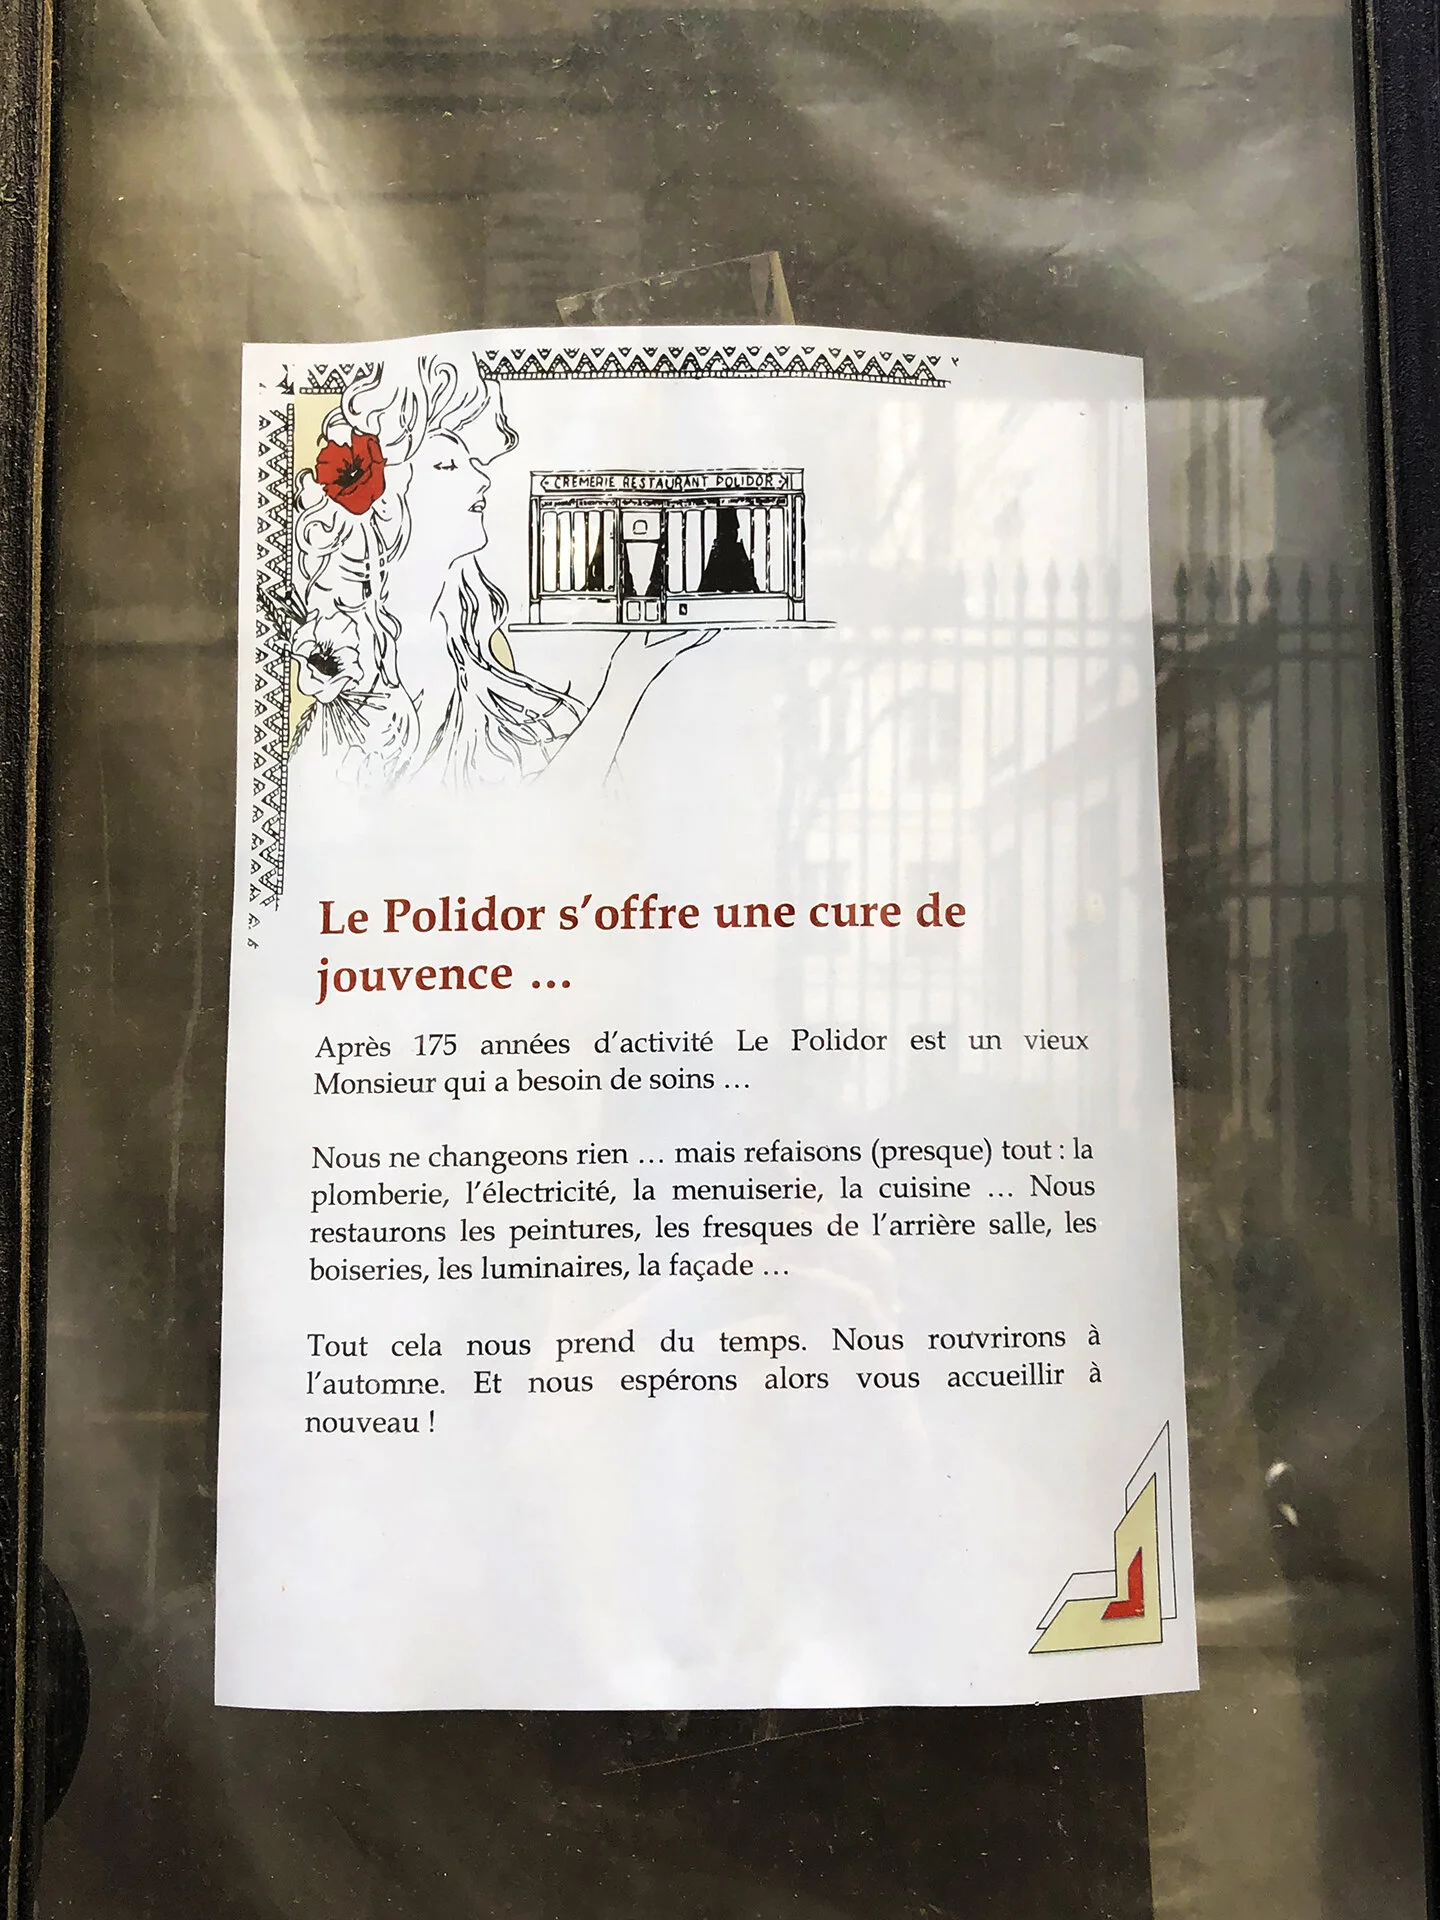 CREMERIE RESTAURANT POLIDOR
Le Polidor s'offre une cure de
jouvence ...
Après 175 années d'activité Le Polidor est un vieux
Monsieur qui a besoin de soins ...
Nous ne changeons rien ... mais refaisons (presque) tout : la
plomberie, l'électricité, la menuiserie, la cuisine ... Nous
restaurons les peintures, les fresques de l'arrière salle, les
boiseries, les luminaires, la façade ...
Tout cela nous prend du temps. Nous rouvrirons à
l'automne. Et nous espérons alors vous accueillir à
nouveau !